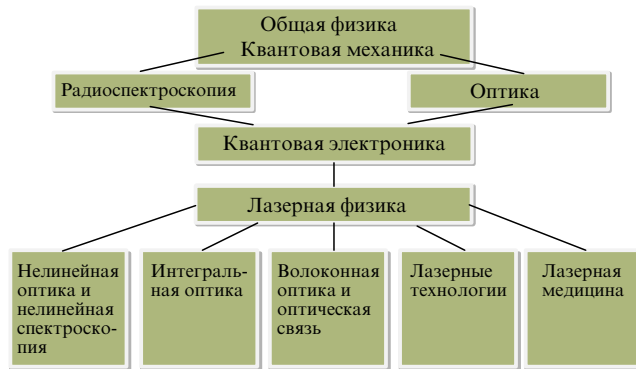 Общая физика
Квантовая механика
Радиоспектроскопия
Оптика
Квантовая электроника
Лазерная физика
Нелинейная
оптика и
нелинейная
спектроско-
пия
Интеграль-
ная оптика
Волоконная
оптика и
оптическая
связь
Лазерные
технологии
Лазерная
медицина